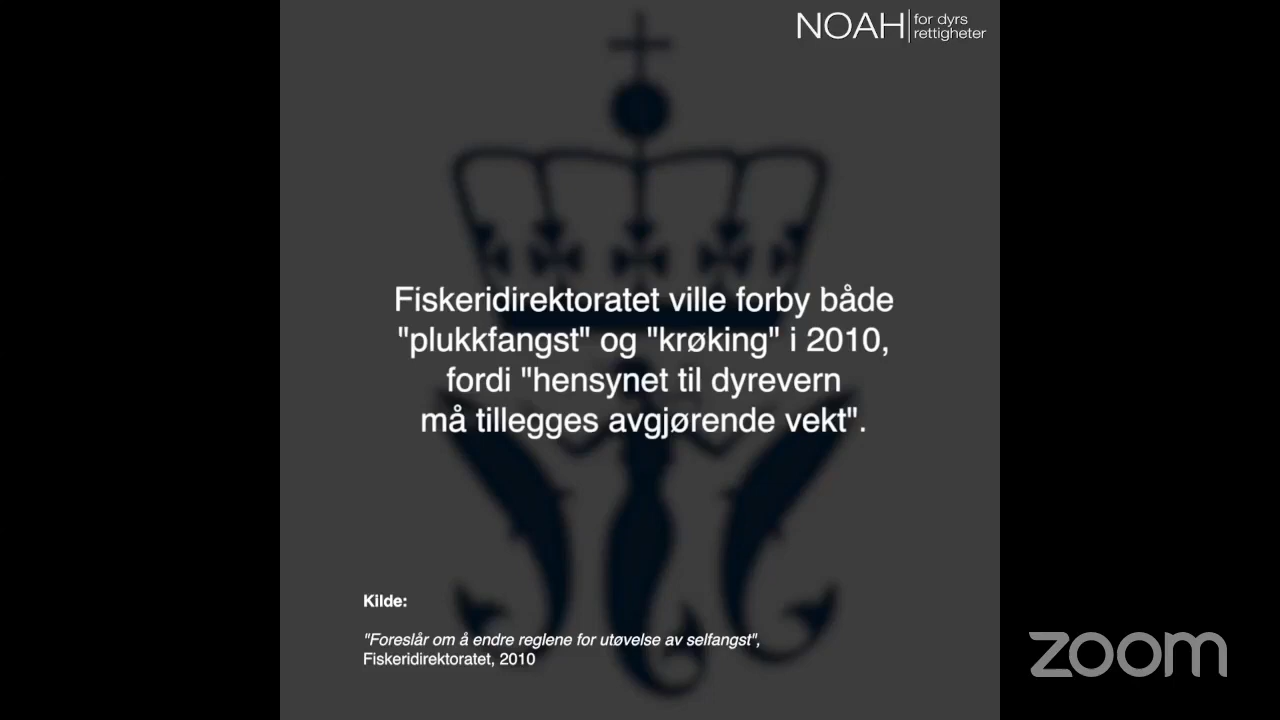 NOAH for dyrs rettigheter
Fiskeridirektoratet ville forby både
"plukkfangst" og "krøking" i 2010,
fordi "hensynet til dyrevern
må tillegges avgjørende vekt".
Kilde:
"Foreslår om å endre reglene for utøvelse av selfangst",
Fiskeridirektoratet, 2010
zoom